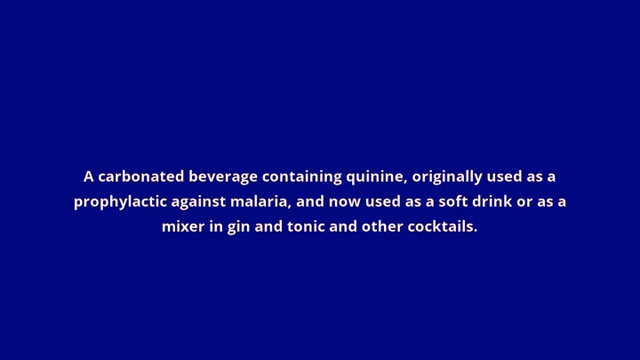 A carbonated beverage containing quinine, originally used as a
prophylactic against malaria, and now used as a soft drink or as a
mixer in gin and tonic and other cocktails.